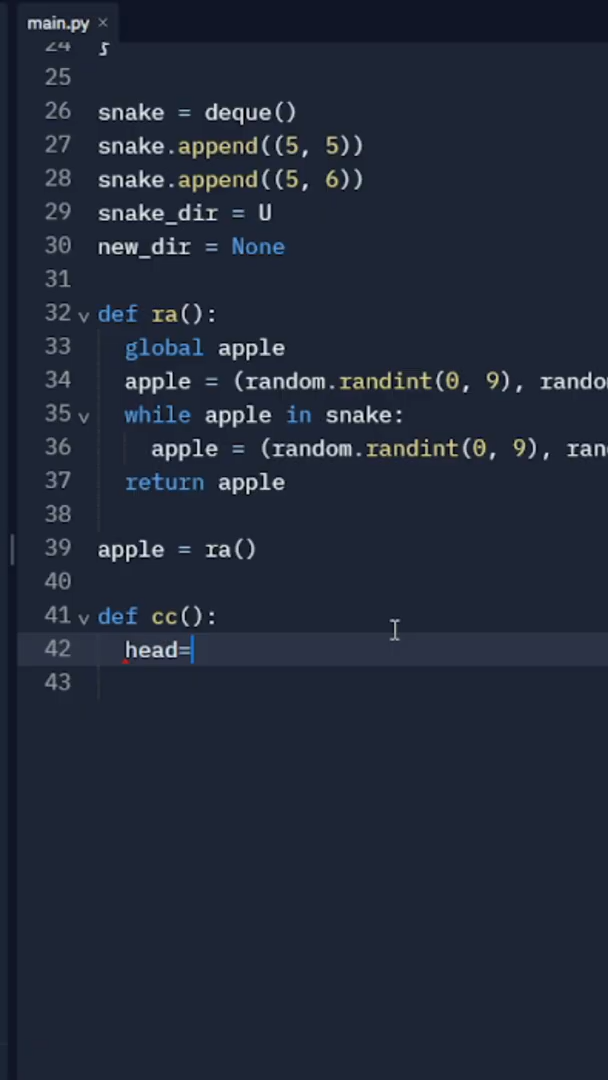 main.py ×
24 }
25
26 snake = deque()
27 snake.append((5, 5))
28 snake.append((5, 6))
29 snake_dir = U
30 new_dir = None
31
32 def ra():
33 global apple
34 apple = (random.randint(0, 9), rando
35 while apple in snake:
36 apple = (random.randint(0, 9), ran
37 return apple
38
39 apple = ra()
40
41 def cc():
42 head=
43